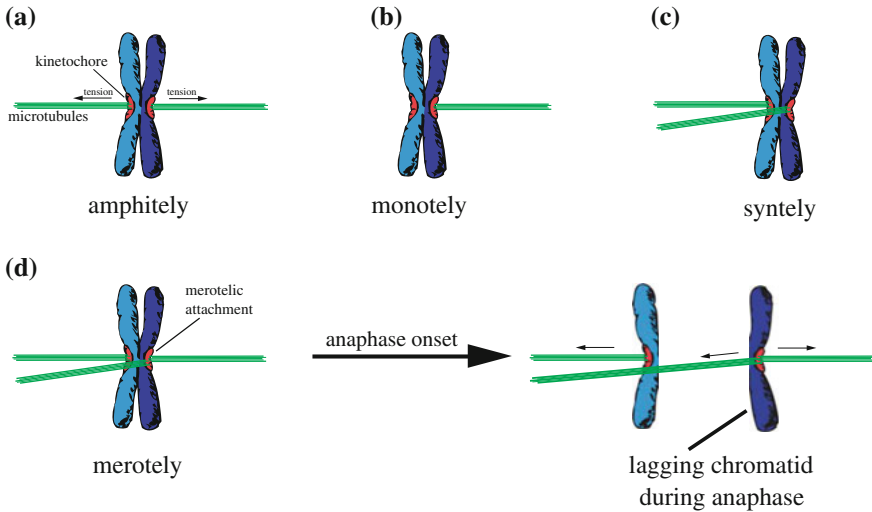 (a)
(b)
(c)
kinetochore
tension
tension
microtubules
amphitely
monotely
syntely
(d)
merotelic
attachment
anaphase onset
merotely
lagging chromatid
during anaphase